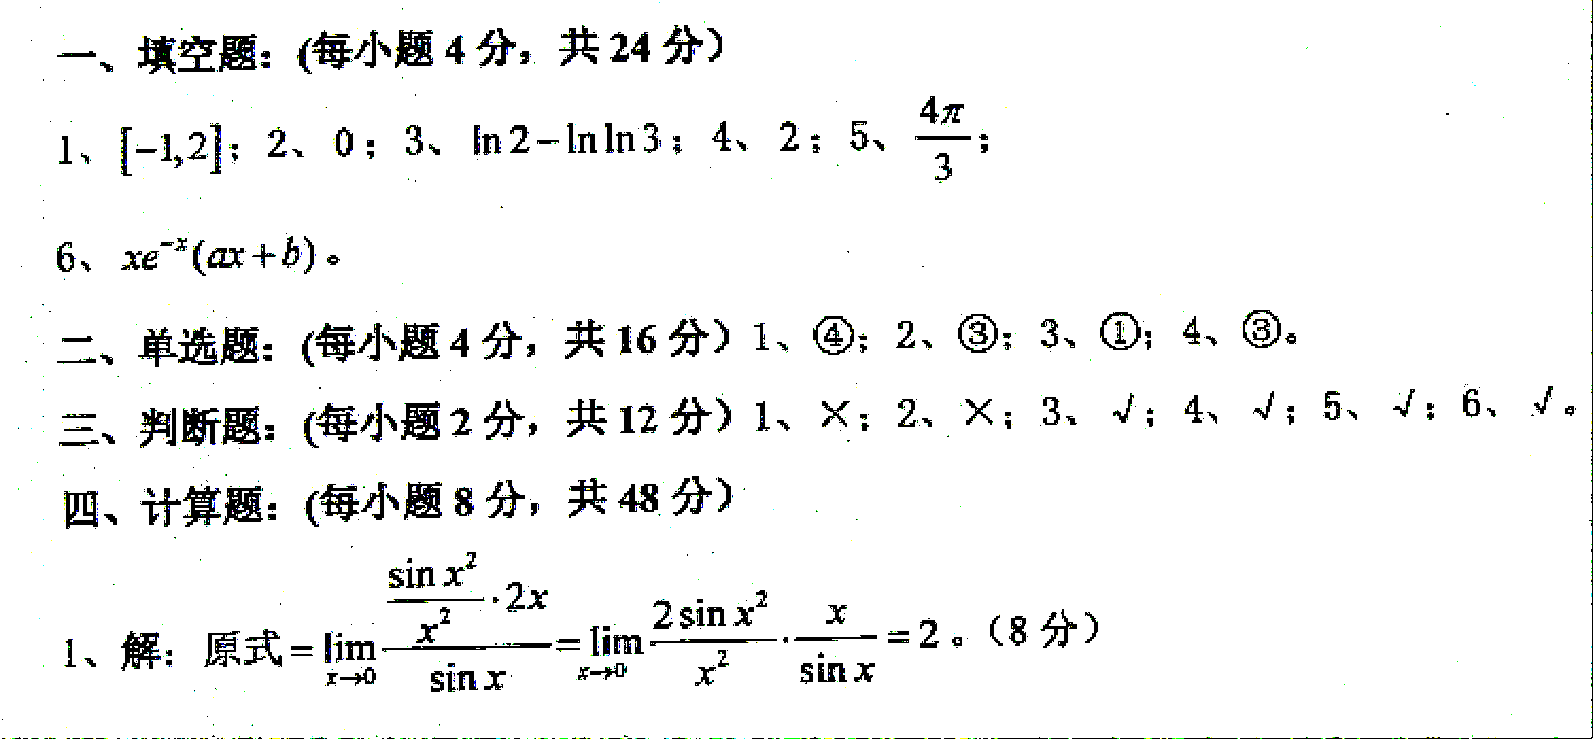 一、填空题：(每小题 4 分，共 24 分）
1、[−1,2]；2、0；3、ln 2 − ln ln 3；4、2；5、4π/3；
6、xe^{-x}(ax + b)。
二、单选题：(每小题 4 分，共 16 分）1、④；2、③；3、①；4、③。
三、判断题：(每小题 2 分，共 12 分）1、×；2、×；3、√；4、√；5、√；6、√。
四、计算题：(每小题 8 分，共 48 分）
1、解：原式 = lim_{x→0} (sin x²/x² · 2x)/(sin x) = lim_{x→0} (2 sin x²)/(x²) · x/(sin x) = 2。（8 分）